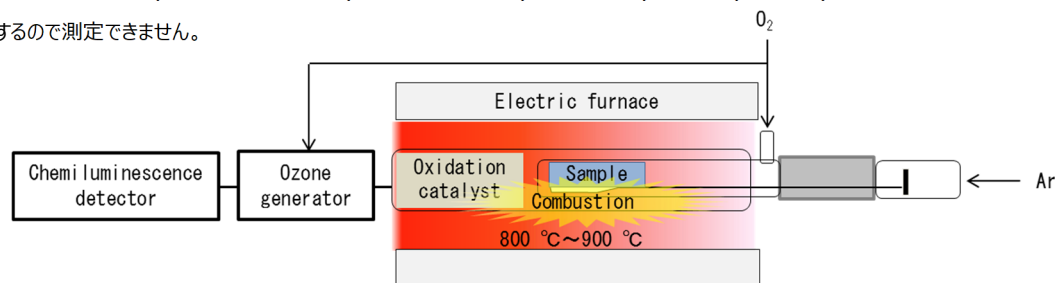 するので測定できません。
O2
Electric furnace
Chemiluminescence
detector
Ozone
generator
Oxidation
catalyst
Sample
Combustion
Ar
800 ℃～900 ℃